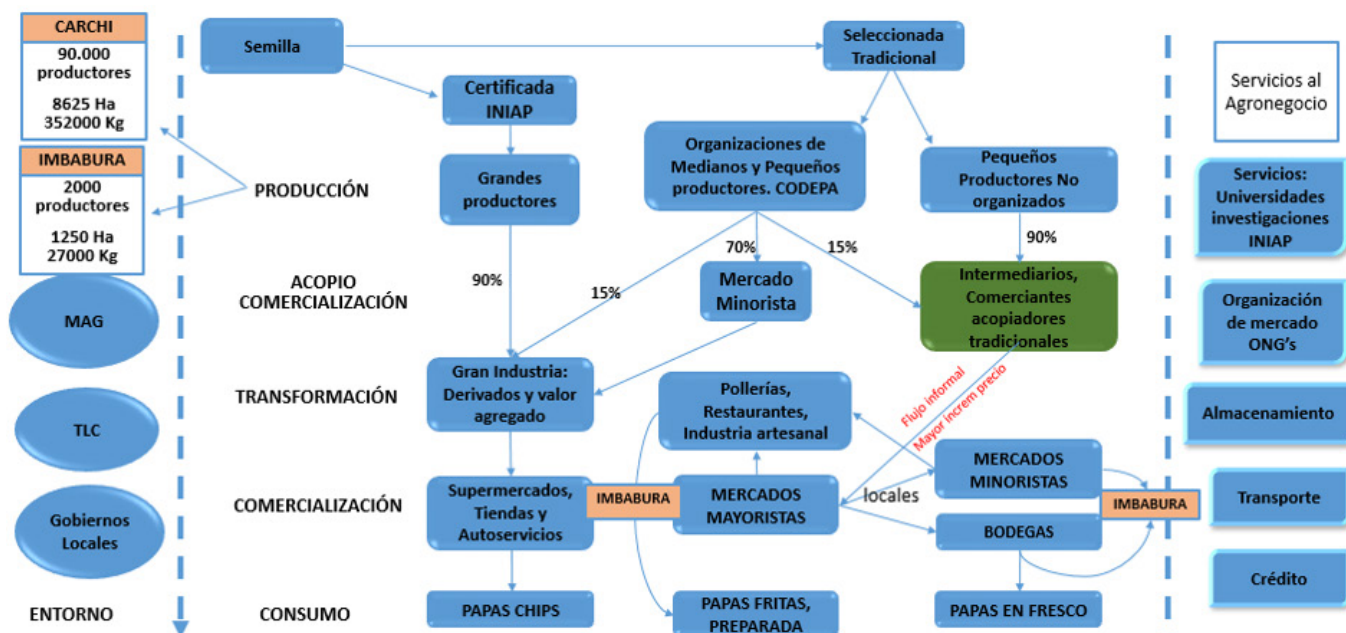 CARCHI
90.000
productores
8625 Ha
352000 Kg
IMBABURA
2000
productores
1250 Ha
27000 Kg
MAG
TLC
Gobiernos
Locales
ENTORNO
Semilla
Seleccionada
Tradicional
Certificada
INIAP
PRODUCCIÓN
Grandes
productores
Organizaciones de
Medianos y Pequeños
productores. CODEPA
Pequeños
Productores No
organizados
ACOPIO
COMERCIALIZACIÓN
90%
15%
70%
15%
90%
Mercado
Minorista
Intermediarios,
Comerciantes
acopiadores
tradicionales
TRANSFORMACIÓN
Gran Industria:
Derivados y valor
agregado
Pollerías,
Restaurantes,
Industria artesanal
Flujo informal
Mayor increm precio
COMERCIALIZACIÓN
Supermercados,
Tiendas y
Autoservicios
IMBABURA
MERCADOS
MAYORISTAS
locales
MERCADOS
MINORISTAS
BODEGAS
IMBABURA
CONSUMO
PAPAS CHIPS
PAPAS FRITAS,
PREPARADA
PAPAS EN FRESCO
Servicios al
Agronegocio
Servicios:
Universidades
investigaciones
INIAP
Organización
de mercado
ONG's
Almacenamiento
Transporte
Crédito